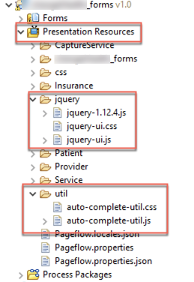 _forms v1.0
Forms
Presentation Resources
CaptureService
_forms
css
Insurance
jquery
jquery-1.12.4.js
jquery-ui.css
jquery-ui.js
Patient
Provider
Service
util
auto-complete-util.css
auto-complete-util.js
Pageflow.locales.json
Pageflow.properties
Pageflow.properties.json
Process Packages